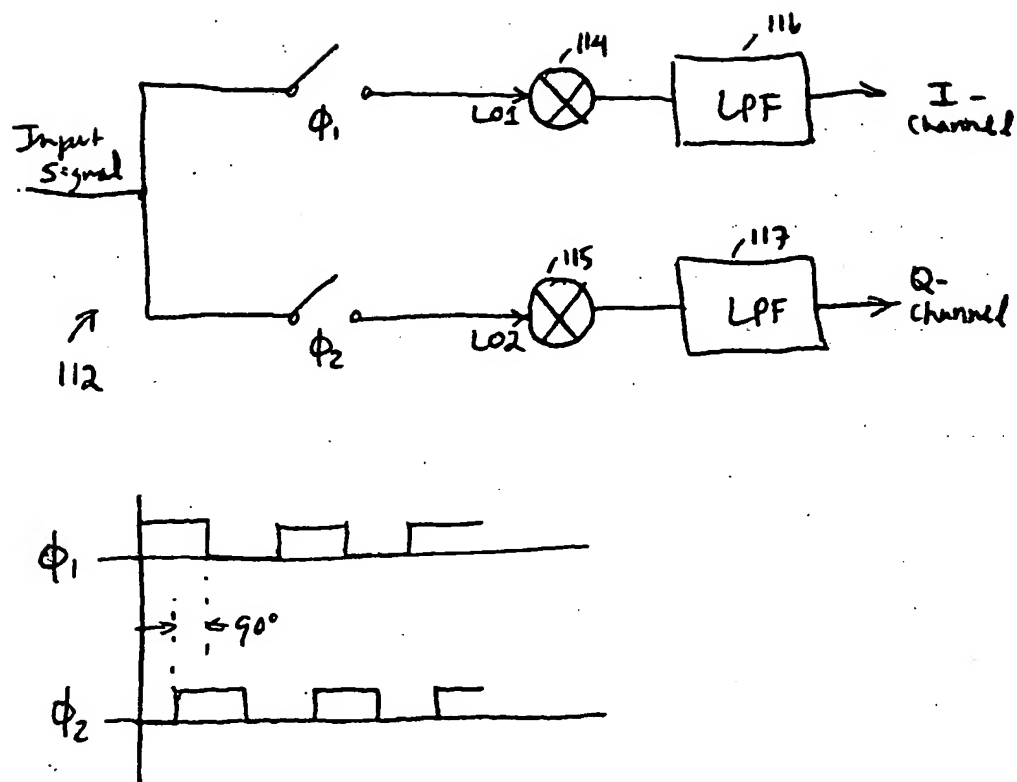 114
116
Input
Signal
ϕ1
LO1
LPF
I-
channel
115
117
ϕ2
LO2
LPF
Q-
channel
112
ϕ1
90°
ϕ2